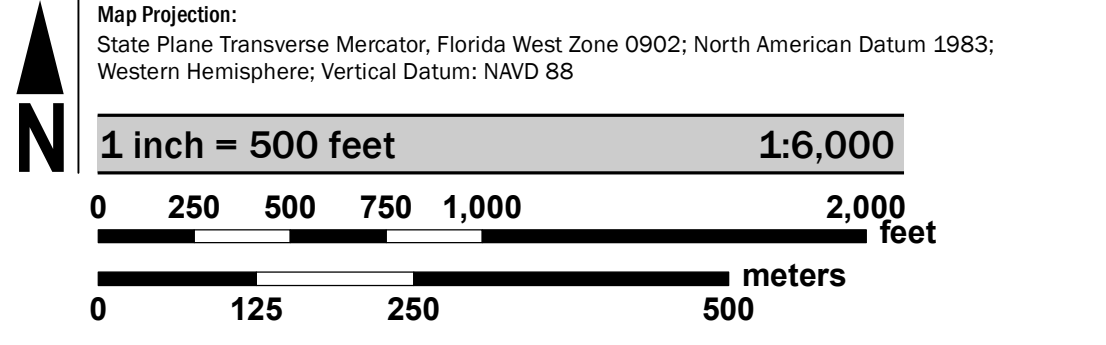 Map Projection:
State Plane Transverse Mercator, Florida West Zone 0902; North American Datum 1983;
Western Hemisphere; Vertical Datum: NAVD 88
N
1 inch = 500 feet 1:6,000
0 250 500 750 1,000 2,000
feet
meters
0 125 250 500